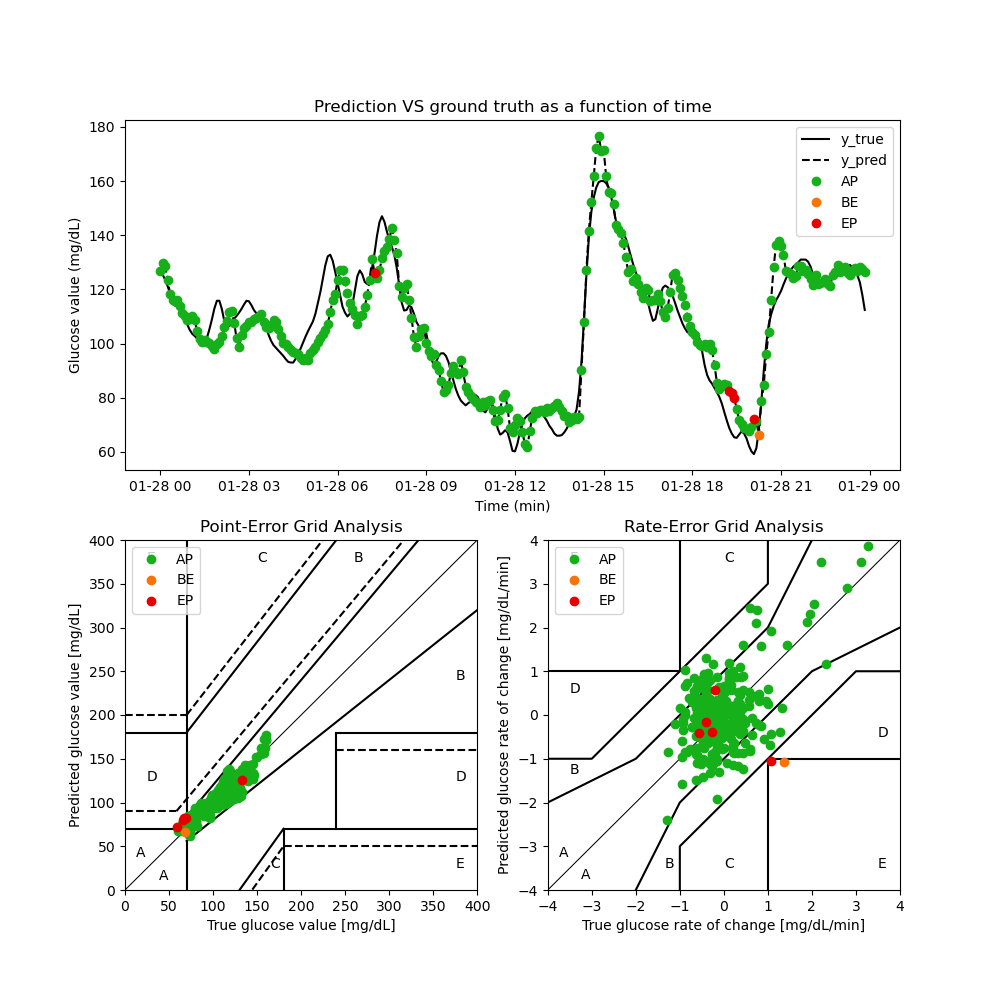 Prediction VS ground truth as a function of time
Glucose value (mg/dL)
180
160
140
120
100
80
60
y_true
y_pred
AP
BE
EP
01-28 00 01-28 03 01-28 06 01-28 09 01-28 12 01-28 15 01-28 18 01-28 21 01-29 00
Time (min)
Point-Error Grid Analysis
Predicted glucose value [mg/dL]
400
350
300
250
200
150
100
50
0
AP
BE
EP
C B
B
D D
A
A C E
0 50 100 150 200 250 300 350 400
True glucose value [mg/dL]
Rate-Error Grid Analysis
Predicted glucose rate of change [mg/dL/min]
4
3
2
1
0
−1
−2
−3
−4
AP
BE
EP
C
D
D
B
A
A B C E
−4 −3 −2 −1 0 1 2 3 4
True glucose rate of change [mg/dL/min]